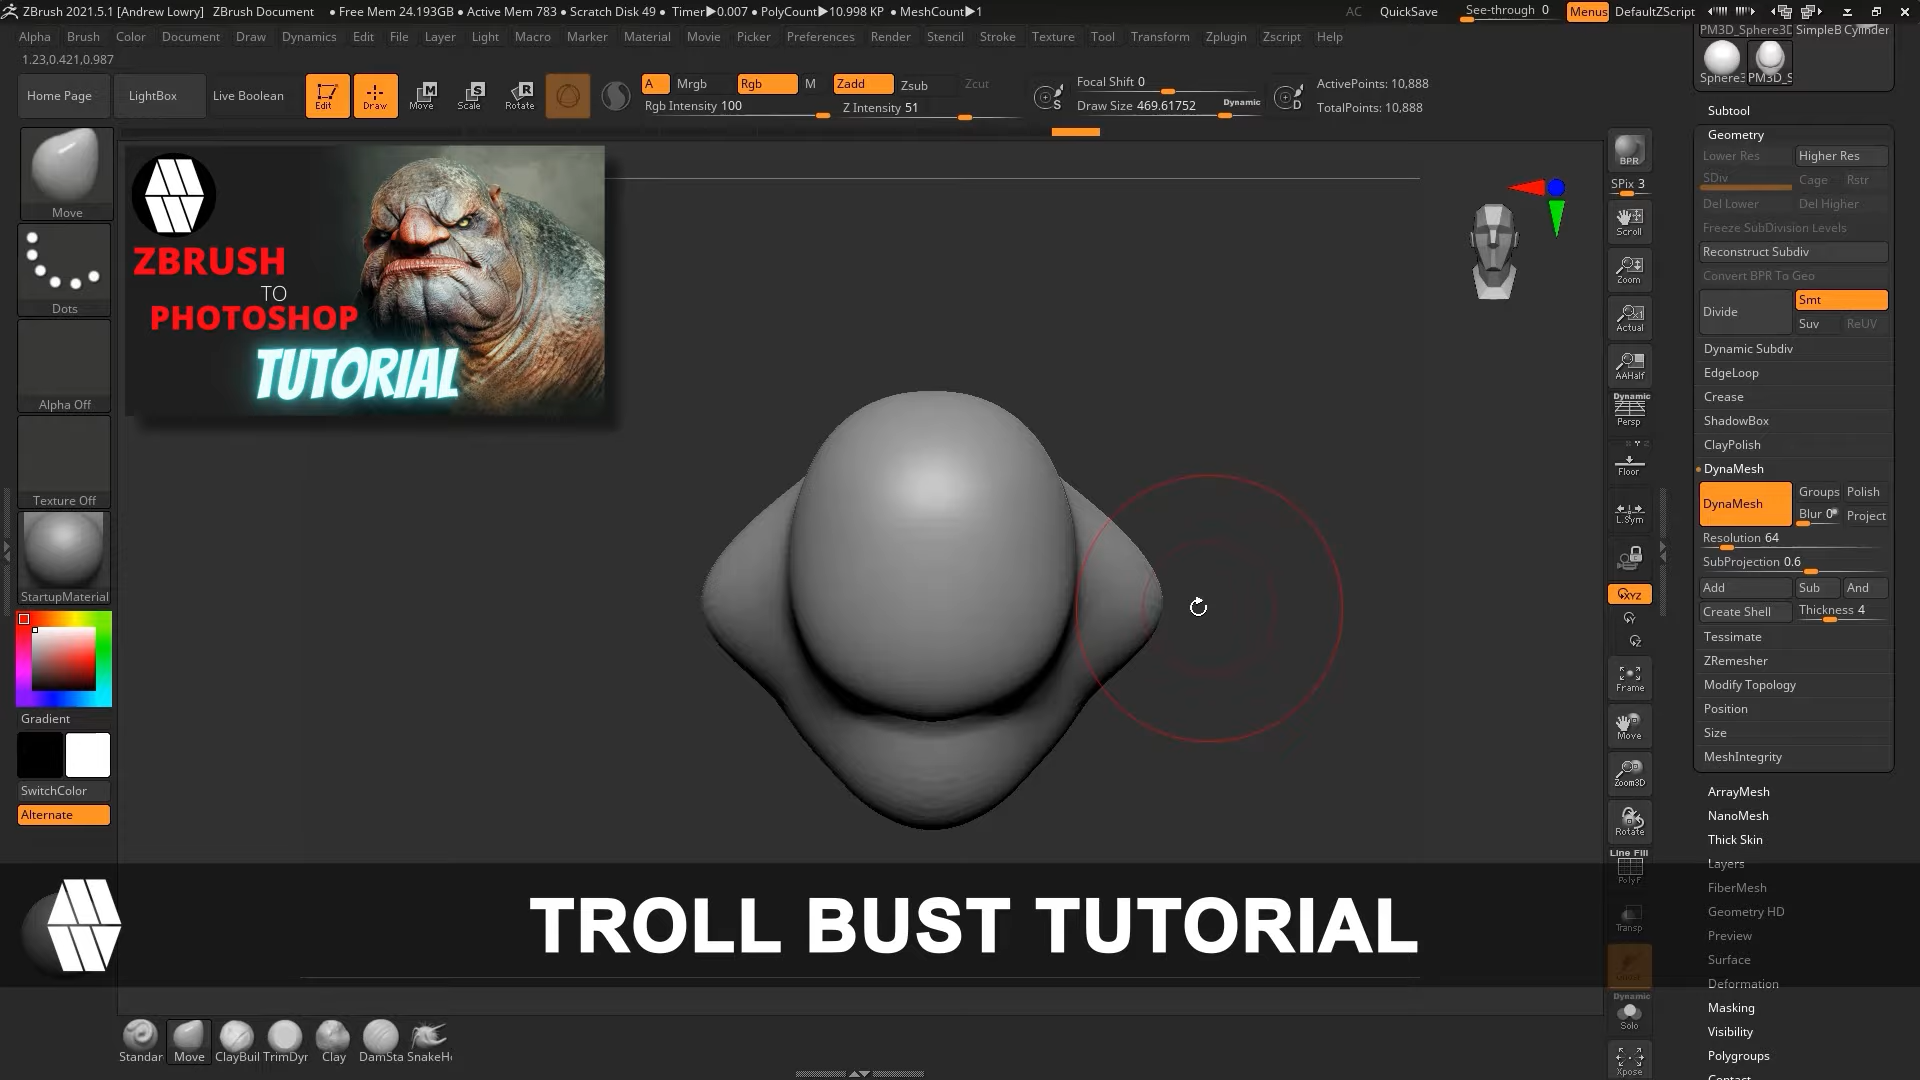 ZBrush 2021.5.1 [Andrew Lowry] ZBrush Document • Free Mem 24.193GB • Active Mem 783 • Scratch Disk 49 • Timer▶0.007 • PolyCount▶10.998 KP • MeshCount▶1 AC QuickSave See-through 0 Menus DefaultZScript
Alpha Brush Color Document Draw Dynamics Edit File Layer Light Macro Marker Material Movie Picker Preferences Render Stencil Stroke Texture Tool Transform Zplugin Zscript Help
1.23,0.421,0.987
Home Page LightBox Live Boolean Edit Draw Move Scale Rotate
A Mrgb Rgb M Zadd Zsub Zcut
Rgb Intensity 100 Z Intensity 51
Focal Shift 0
Draw Size 469.61752 Dynamic
S D
ActivePoints: 10,888
TotalPoints: 10,888
Move
Dots
Alpha Off
Texture Off
StartupMaterial
Gradient
SwitchColor
Alternate
ZBRUSH
TO
PHOTOSHOP
TUTORIAL
TROLL BUST TUTORIAL
Standar Move ClayBuil TrimDyr Clay DamSta SnakeH
BPR
SPix 3
Scroll
Zoom
Actual
AAHalf
Dynamic
Persp
Floor
L.Sym
XYZ
Y
Z
Frame
Move
Zoom3D
Rotate
Line Fill
PolyF
Transp
Dynamic
Solo
Xpose
PM3D_Sphere3D SimpleB Cylinder
Sphere3 PM3D_S
Subtool
Geometry
Lower Res Higher Res
SDiv Cage Rstr
Del Lower Del Higher
Freeze SubDivision Levels
Reconstruct Subdiv
Convert BPR To Geo
Divide Smt
Suv ReUV
Dynamic Subdiv
EdgeLoop
Crease
ShadowBox
ClayPolish
DynaMesh
DynaMesh Groups Polish
Blur 0 Project
Resolution 64
SubProjection 0.6
Add Sub And
Create Shell Thickness 4
Tessimate
ZRemesher
Modify Topology
Position
Size
MeshIntegrity
ArrayMesh
NanoMesh
Thick Skin
Layers
FiberMesh
Geometry HD
Preview
Surface
Deformation
Masking
Visibility
Polygroups
Contact